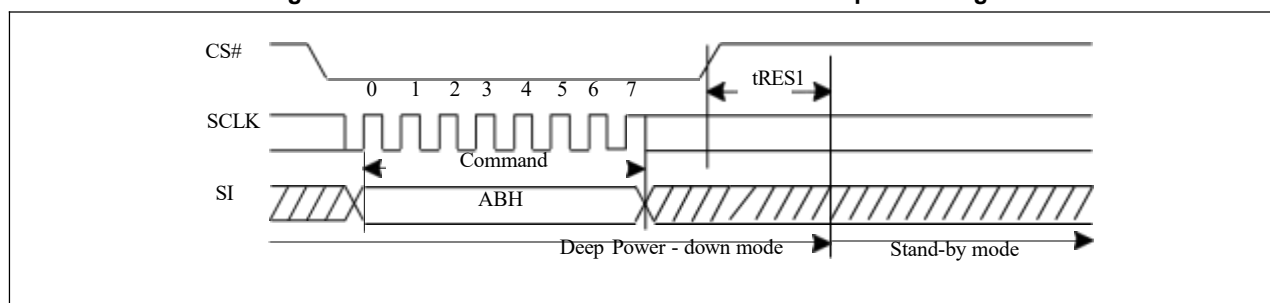 CS#
tRES1
0 1 2 3 4 5 6 7
SCLK
Command
SI
ABH
Deep Power - down mode
Stand-by mode